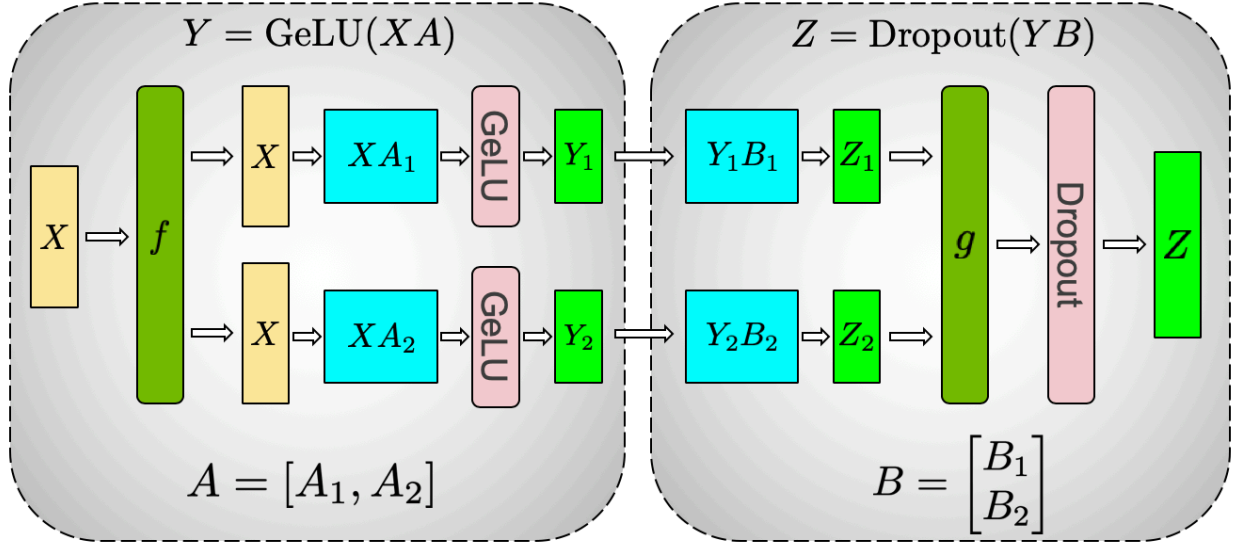 Y = GeLU(XA)
X
f
X
XA₁
GeLU
Y₁
X
XA₂
GeLU
Y₂
A = [A₁, A₂]
Z = Dropout(YB)
Y₁B₁
Z₁
Y₂B₂
Z₂
g
Dropout
Z
B = [B₁
B₂]